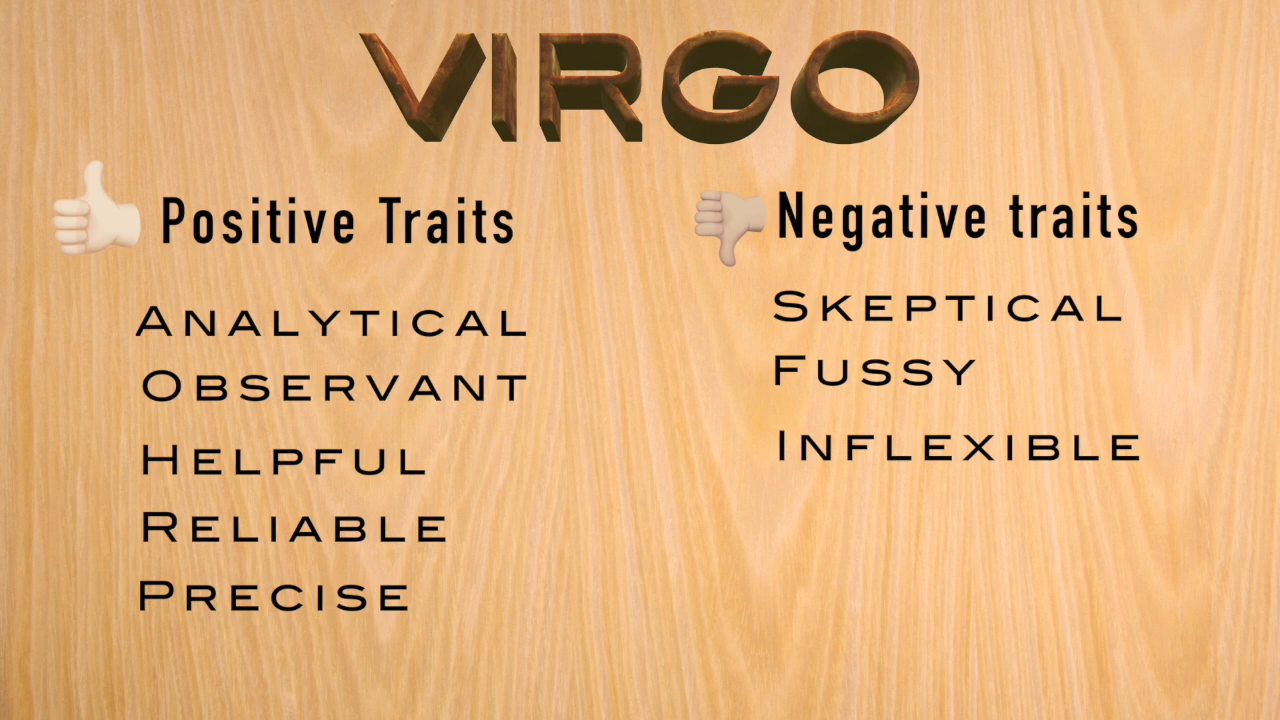 VIRGO
Positive Traits
Analytical
Observant
Helpful
Reliable
Precise
Negative traits
Skeptical
Fussy
Inflexible